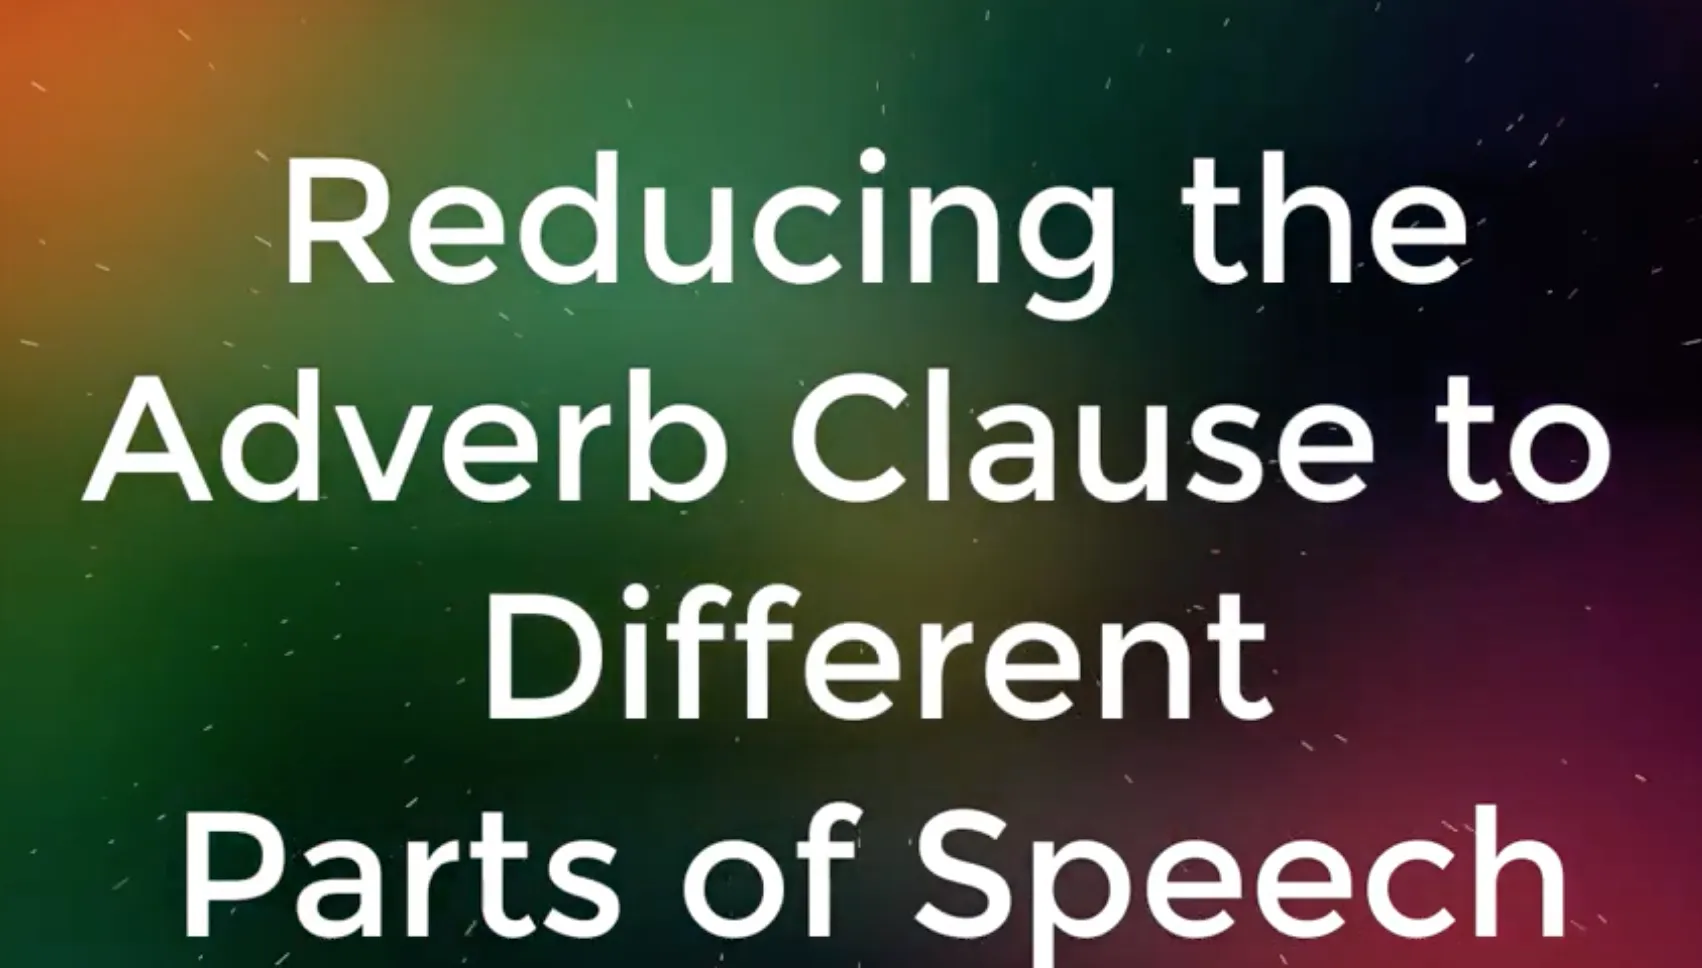 Reducing the
Adverb Clause to
Different
Parts of Speech